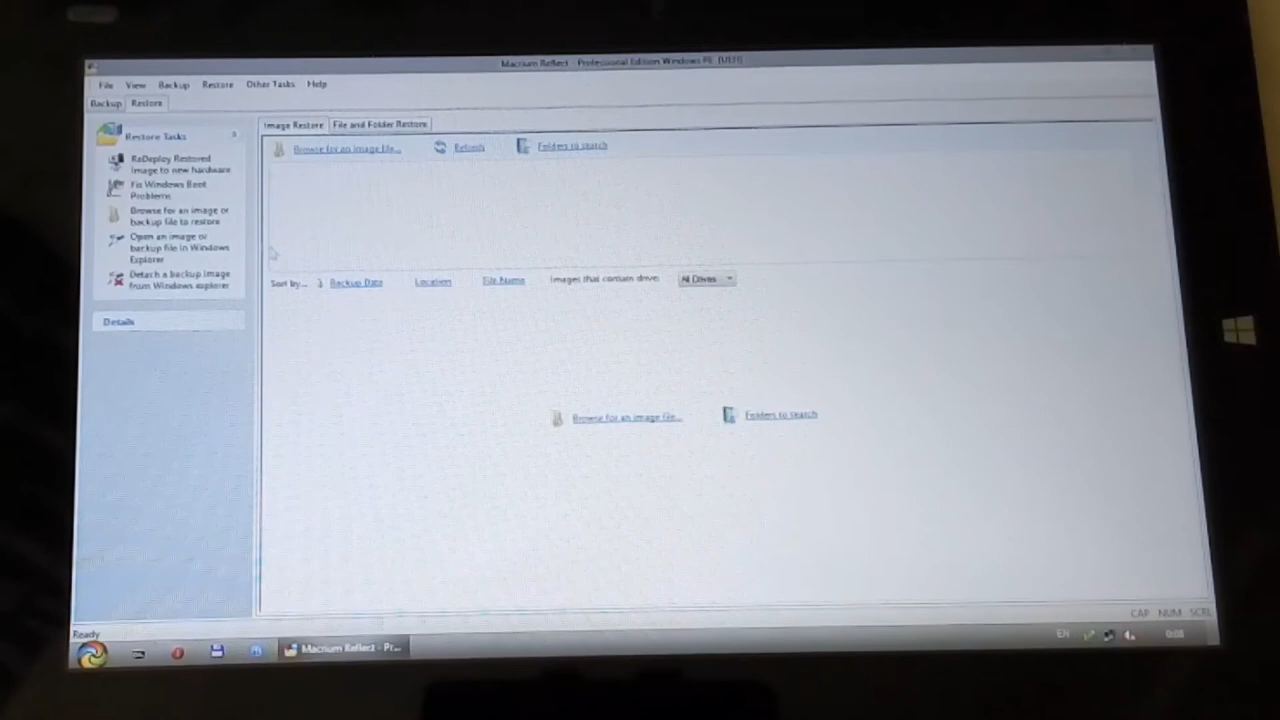 Macrium Reflect - Professional Edition Windows PE [UEFI]
File View Backup Restore Other Tasks Help
Backup Restore
Restore Tasks
ReDeploy Restored
Image to new hardware
Fix Windows Boot
Problems
Browse for an image or
backup file to restore
Open an image or
backup file in Windows
Explorer
Detach a backup image
from Windows explorer
Details
Image Restore File and Folder Restore
Browse for an image file... Refresh Folders to search
Sort by... Backup Date Location File Name Images that contain drive: All Drives
Browse for an image file... Folders to search
Ready
CAP NUM SCRL
Macrium Reflect - Pr...
EN
0:08